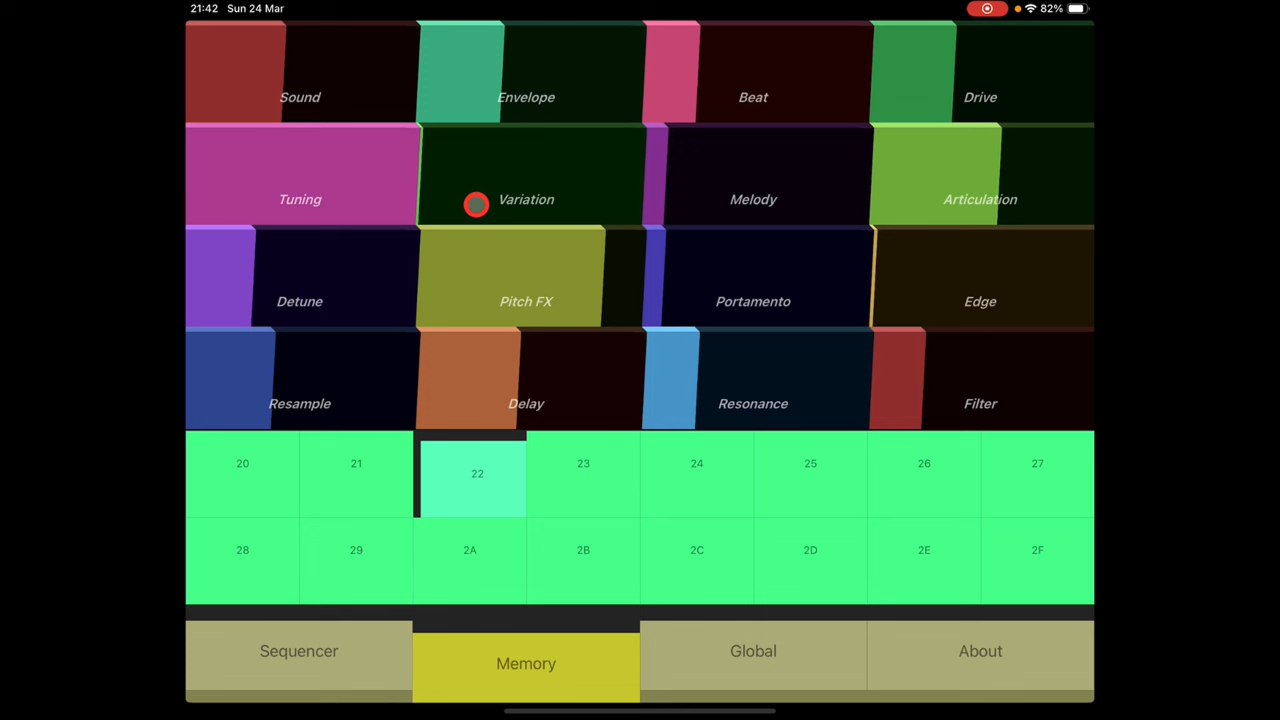 21:42 Sun 24 Mar 82%
Sound Envelope Beat Drive
Tuning Variation Melody Articulation
Detune Pitch FX Portamento Edge
Resample Delay Resonance Filter
20 21 22 23 24 25 26 27
28 29 2A 2B 2C 2D 2E 2F
Sequencer Memory Global About